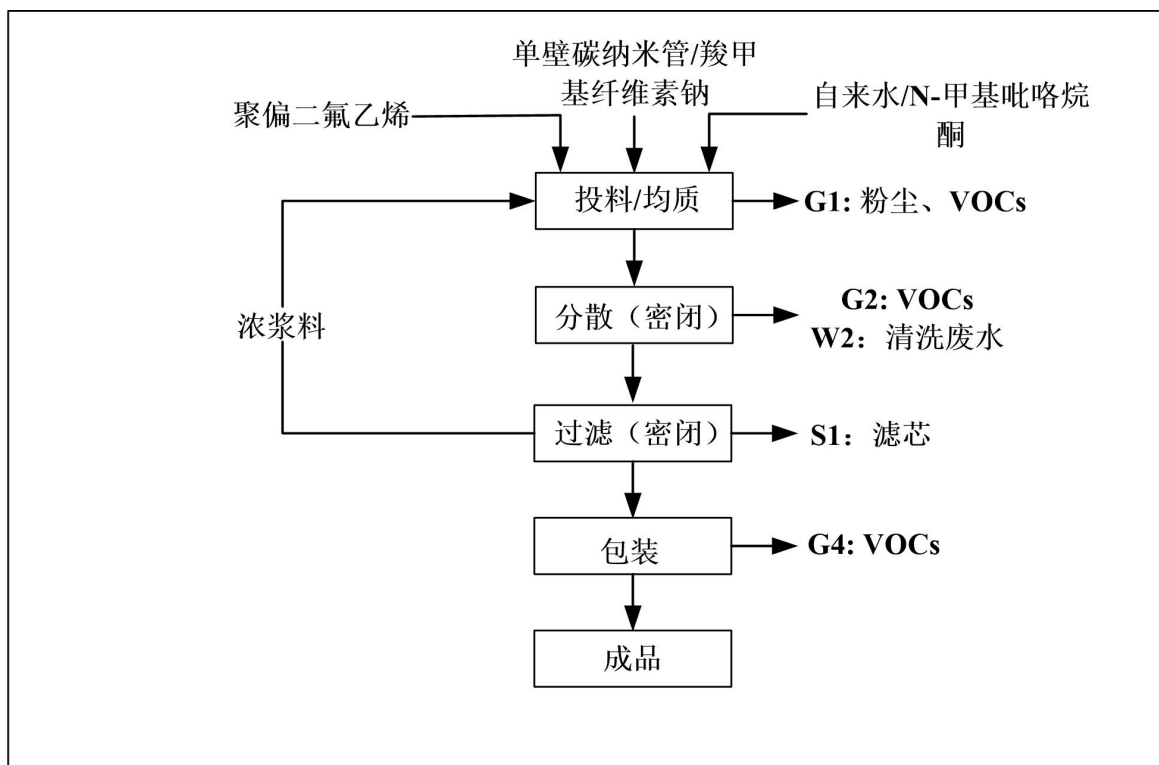 单壁碳纳米管/羧甲
基纤维素钠
聚偏二氟乙烯
自来水/N-甲基吡咯烷
酮
投料/均质
G1: 粉尘、VOCs
浓浆料
分散（密闭）
G2: VOCs
W2：清洗废水
过滤（密闭）
S1：滤芯
包装
G4: VOCs
成品